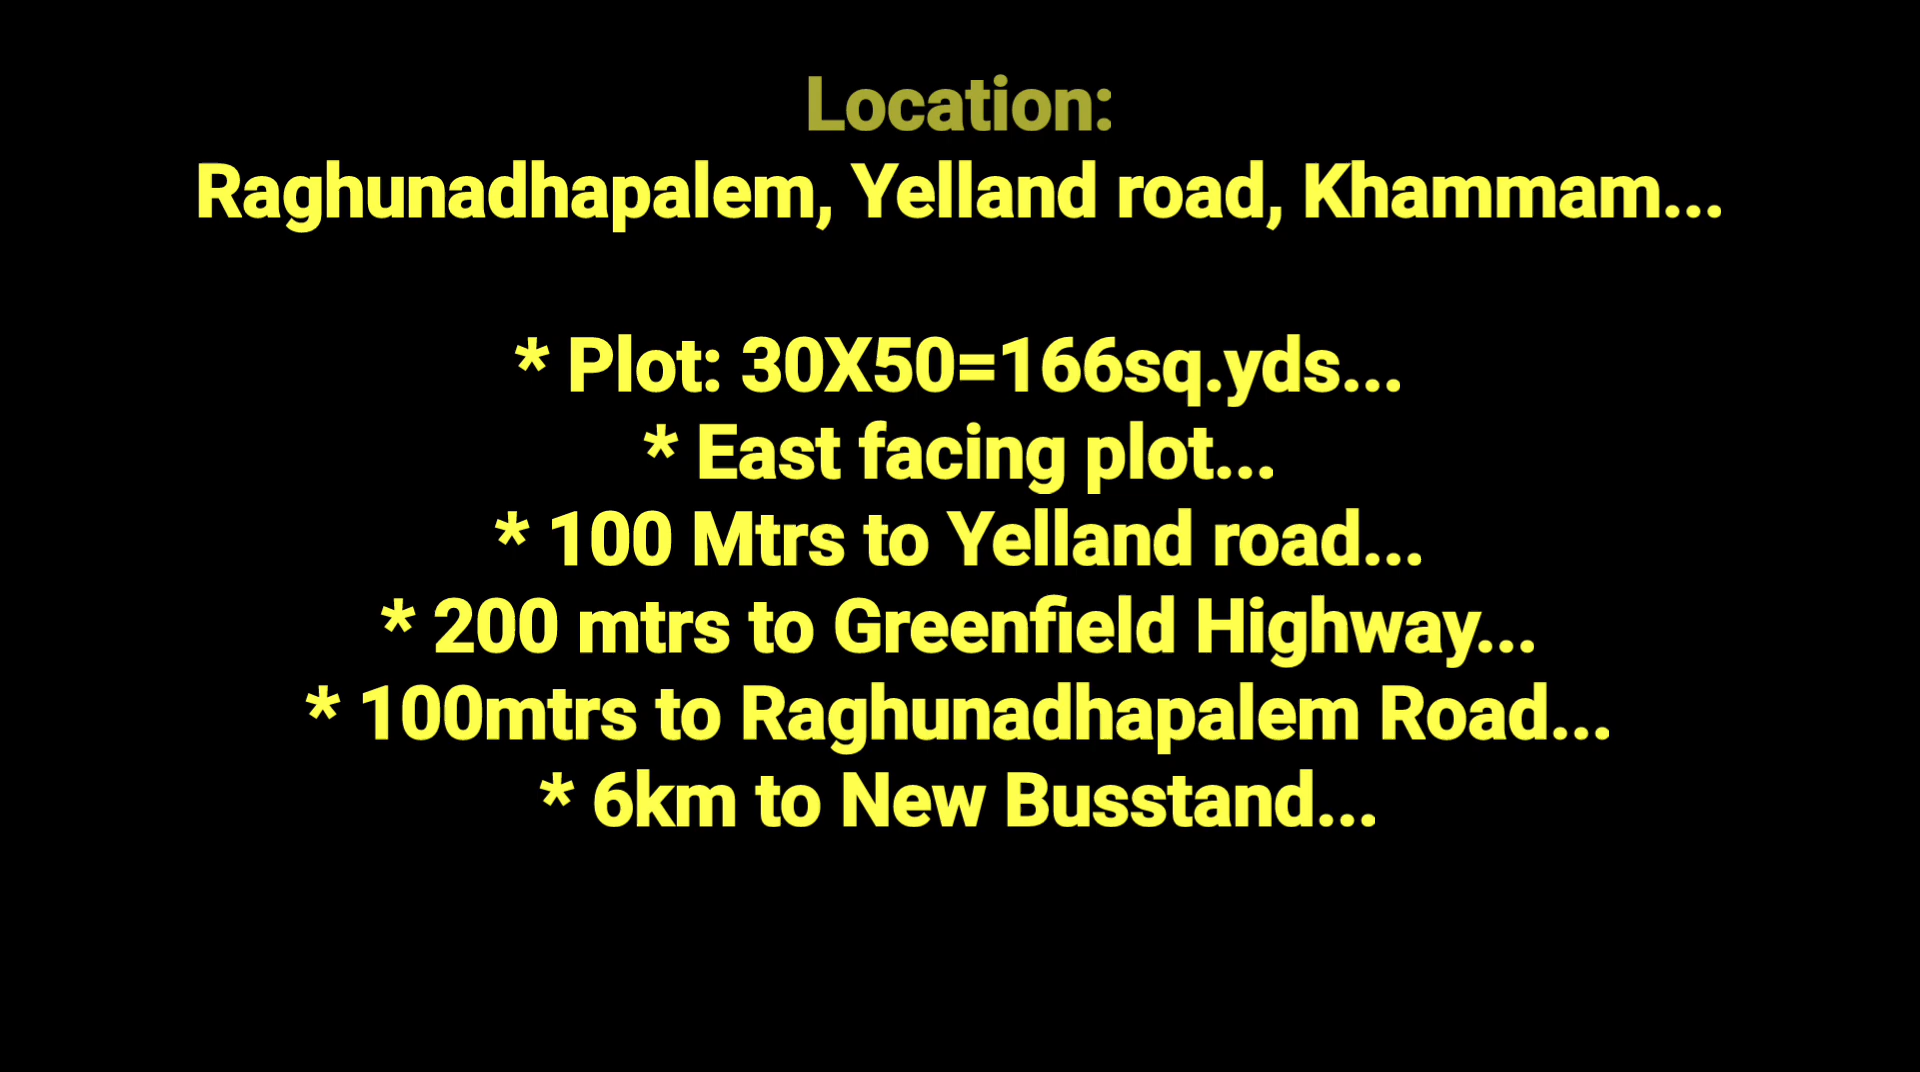 Location:
Raghunadhapalem, Yelland road, Khammam...
* Plot: 30X50=166sq.yds...
* East facing plot...
* 100 Mtrs to Yelland road...
* 200 mtrs to Greenfield Highway...
* 100mtrs to Raghunadhapalem Road...
* 6km to New Busstand...